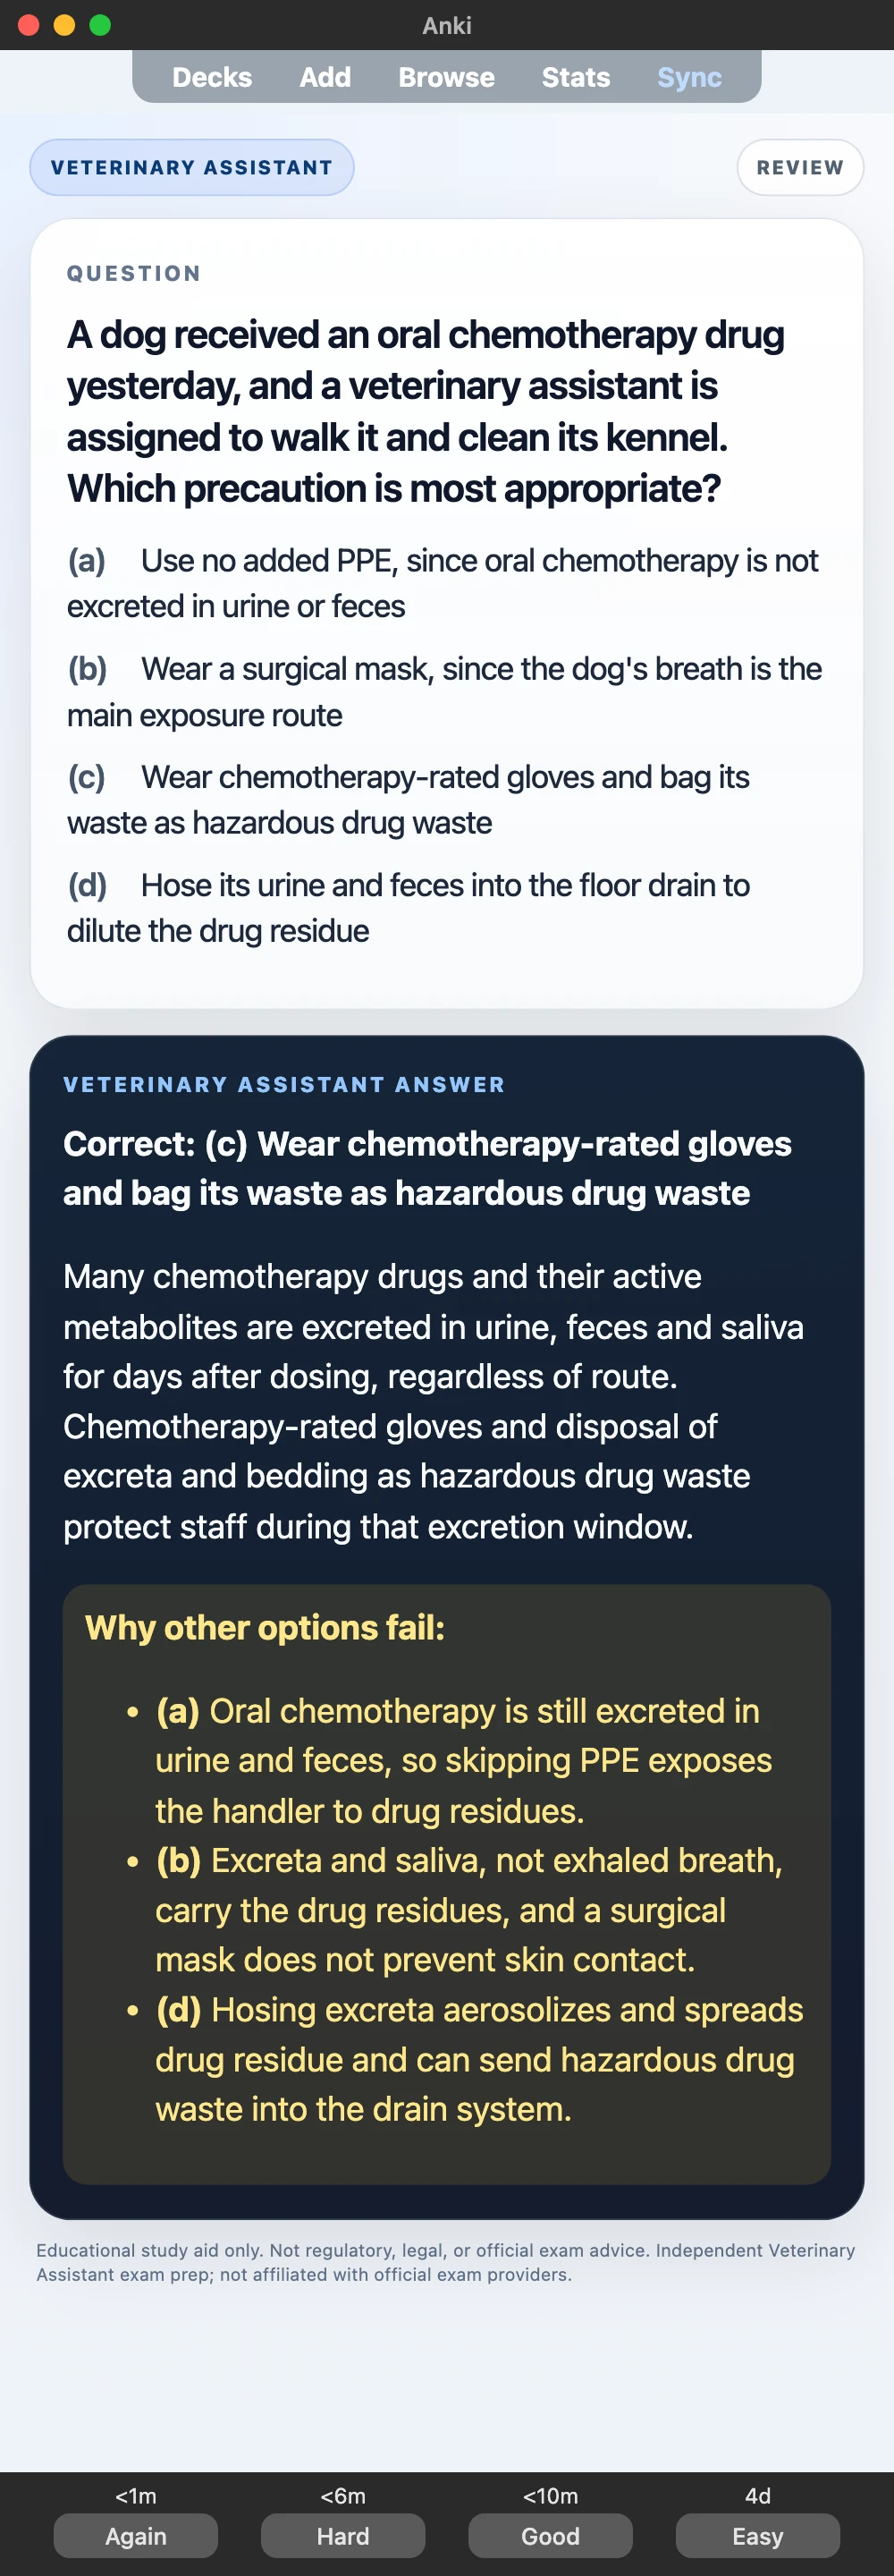 Anki
Decks Add Browse Stats Sync
VETERINARY ASSISTANT REVIEW
QUESTION
A dog received an oral chemotherapy drug
yesterday, and a veterinary assistant is
assigned to walk it and clean its kennel.
Which precaution is most appropriate?
(a) Use no added PPE, since oral chemotherapy is not
excreted in urine or feces
(b) Wear a surgical mask, since the dog's breath is the
main exposure route
(c) Wear chemotherapy-rated gloves and bag its
waste as hazardous drug waste
(d) Hose its urine and feces into the floor drain to
dilute the drug residue
VETERINARY ASSISTANT ANSWER
Correct: (c) Wear chemotherapy-rated gloves
and bag its waste as hazardous drug waste
Many chemotherapy drugs and their active
metabolites are excreted in urine, feces and saliva
for days after dosing, regardless of route.
Chemotherapy-rated gloves and disposal of
excreta and bedding as hazardous drug waste
protect staff during that excretion window.
Why other options fail:
• (a) Oral chemotherapy is still excreted in
urine and feces, so skipping PPE exposes
the handler to drug residues.
• (b) Excreta and saliva, not exhaled breath,
carry the drug residues, and a surgical
mask does not prevent skin contact.
• (d) Hosing excreta aerosolizes and spreads
drug residue and can send hazardous drug
waste into the drain system.
Educational study aid only. Not regulatory, legal, or official exam advice. Independent Veterinary
Assistant exam prep; not affiliated with official exam providers.
<1m <6m <10m 4d
Again Hard Good Easy